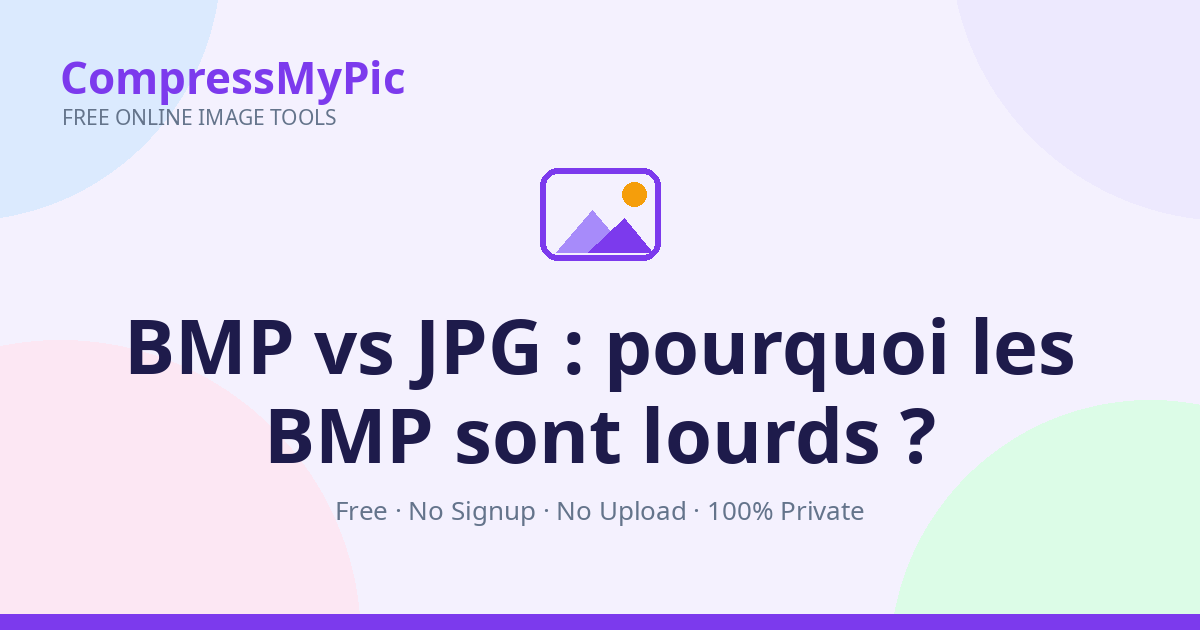 CompressMyPic
FREE ONLINE IMAGE TOOLS
BMP vs JPG : pourquoi les
BMP sont lourds ?
Free · No Signup · No Upload · 100% Private